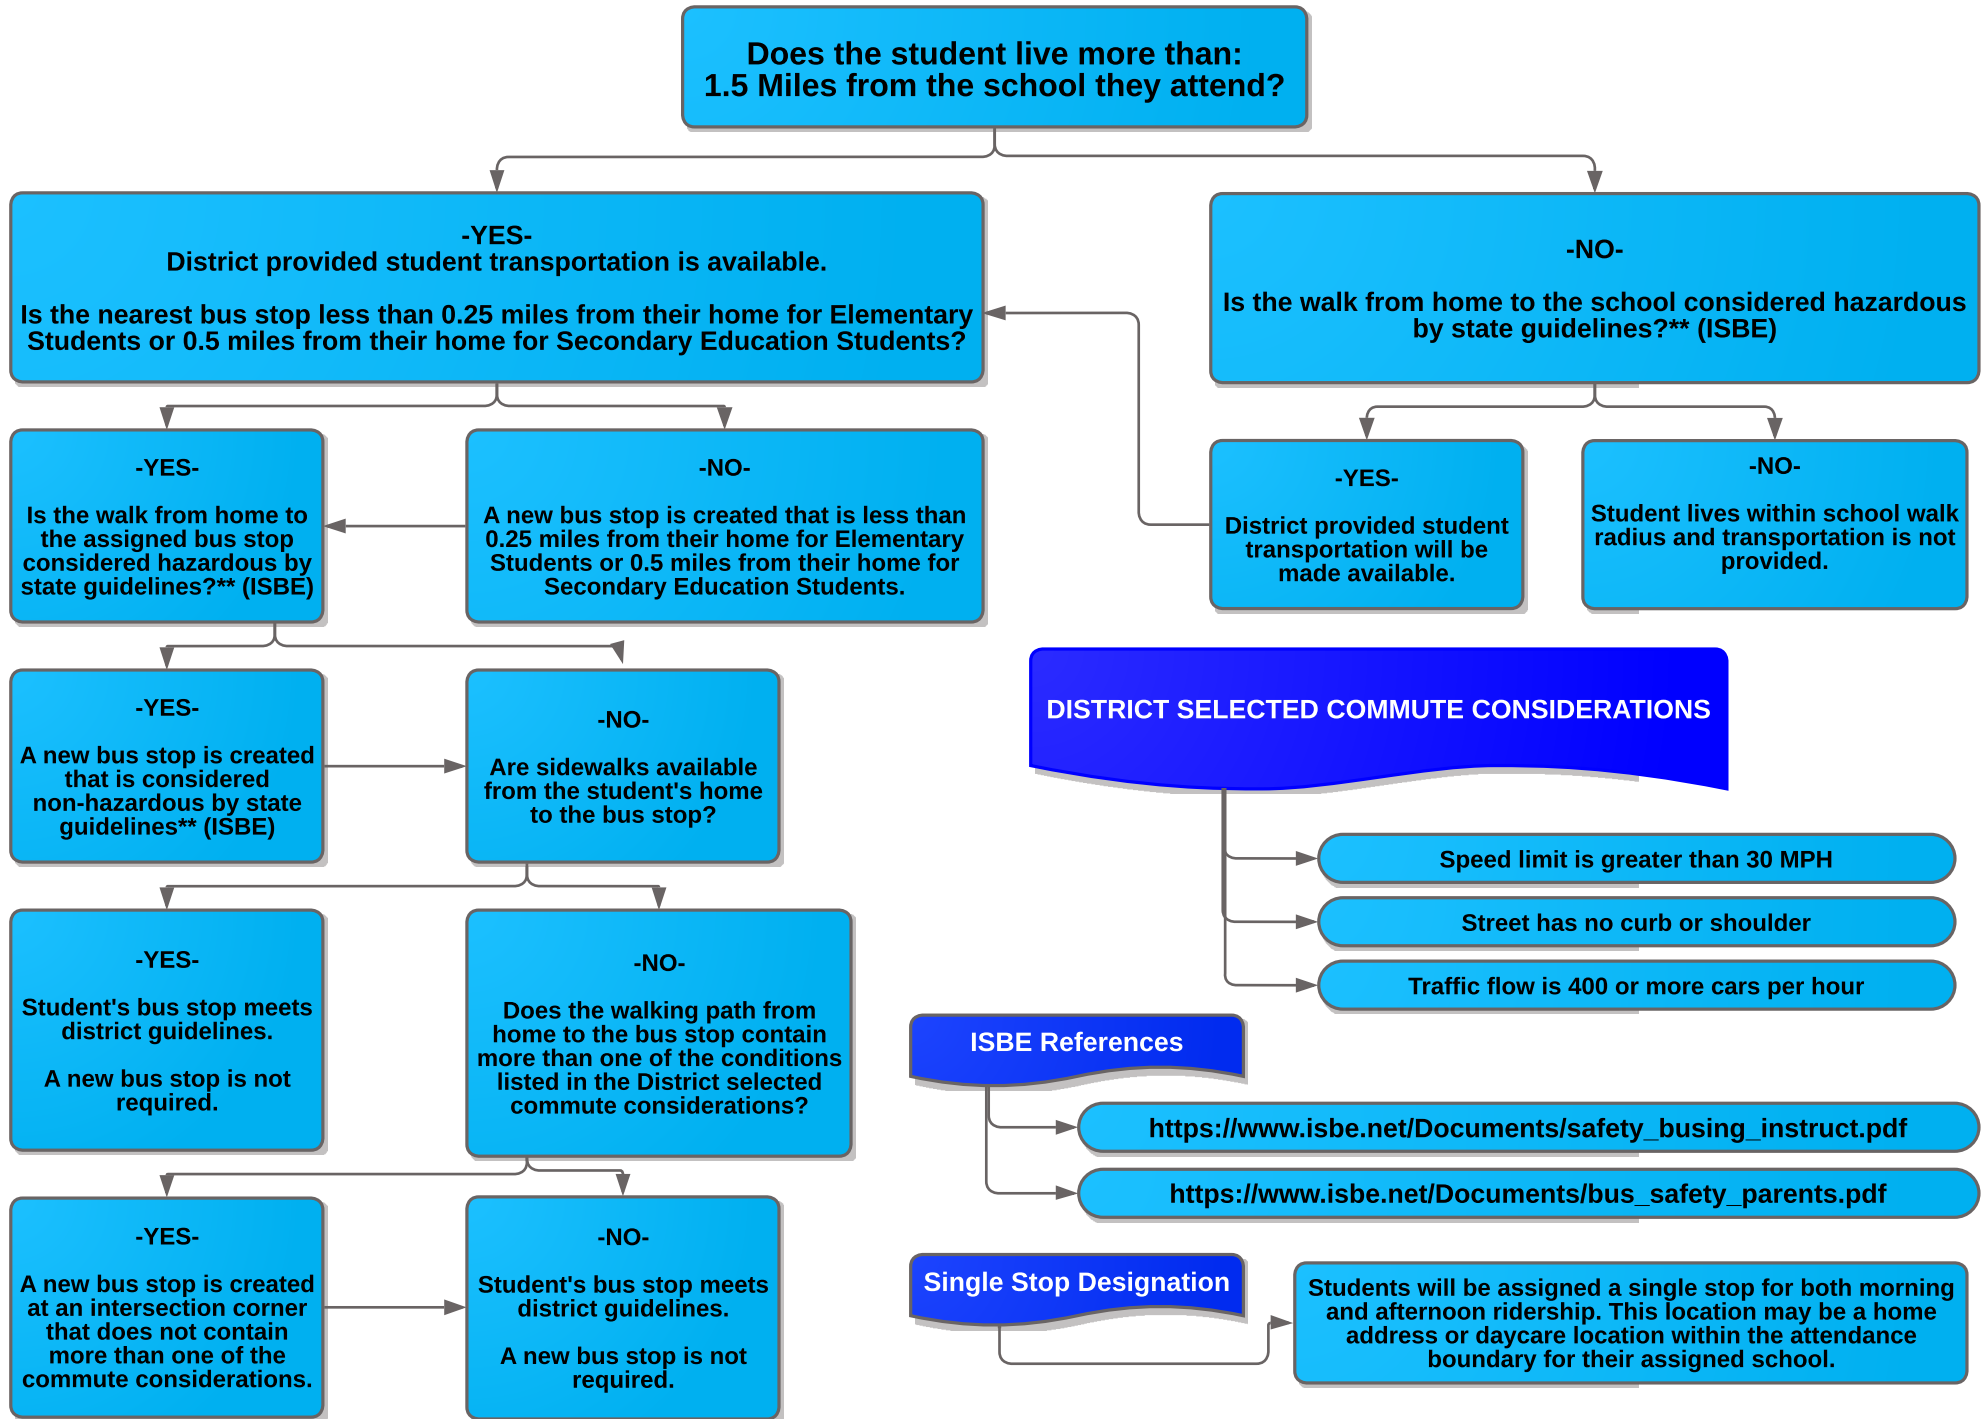 Does the student live more than:
1.5 Miles from the school they attend?
-YES-
District provided student transportation is available.
Is the nearest bus stop less than 0.25 miles from their home for Elementary
Students or 0.5 miles from their home for Secondary Education Students?
-NO-
Is the walk from home to the school considered hazardous
by state guidelines?** (ISBE)
-YES-
Is the walk from home to
the assigned bus stop
considered hazardous by
state guidelines?** (ISBE)
-NO-
A new bus stop is created that is less than
0.25 miles from their home for Elementary
Students or 0.5 miles from their home for
Secondary Education Students.
-YES-
District provided student
transportation will be
made available.
-NO-
Student lives within school walk
radius and transportation is not
provided.
-YES-
A new bus stop is created
that is considered
non-hazardous by state
guidelines** (ISBE)
-NO-
Are sidewalks available
from the student's home
to the bus stop?
DISTRICT SELECTED COMMUTE CONSIDERATIONS
Speed limit is greater than 30 MPH
Street has no curb or shoulder
Traffic flow is 400 or more cars per hour
-YES-
Student's bus stop meets
district guidelines.
A new bus stop is not
required.
-NO-
Does the walking path from
home to the bus stop contain
more than one of the conditions
listed in the District selected
commute considerations?
ISBE References
https://www.isbe.net/Documents/safety_busing_instruct.pdf
https://www.isbe.net/Documents/bus_safety_parents.pdf
-YES-
A new bus stop is created
at an intersection corner
that does not contain
more than one of the
commute considerations.
-NO-
Student's bus stop meets
district guidelines.
A new bus stop is not
required.
Single Stop Designation
Students will be assigned a single stop for both morning
and afternoon ridership. This location may be a home
address or daycare location within the attendance
boundary for their assigned school.